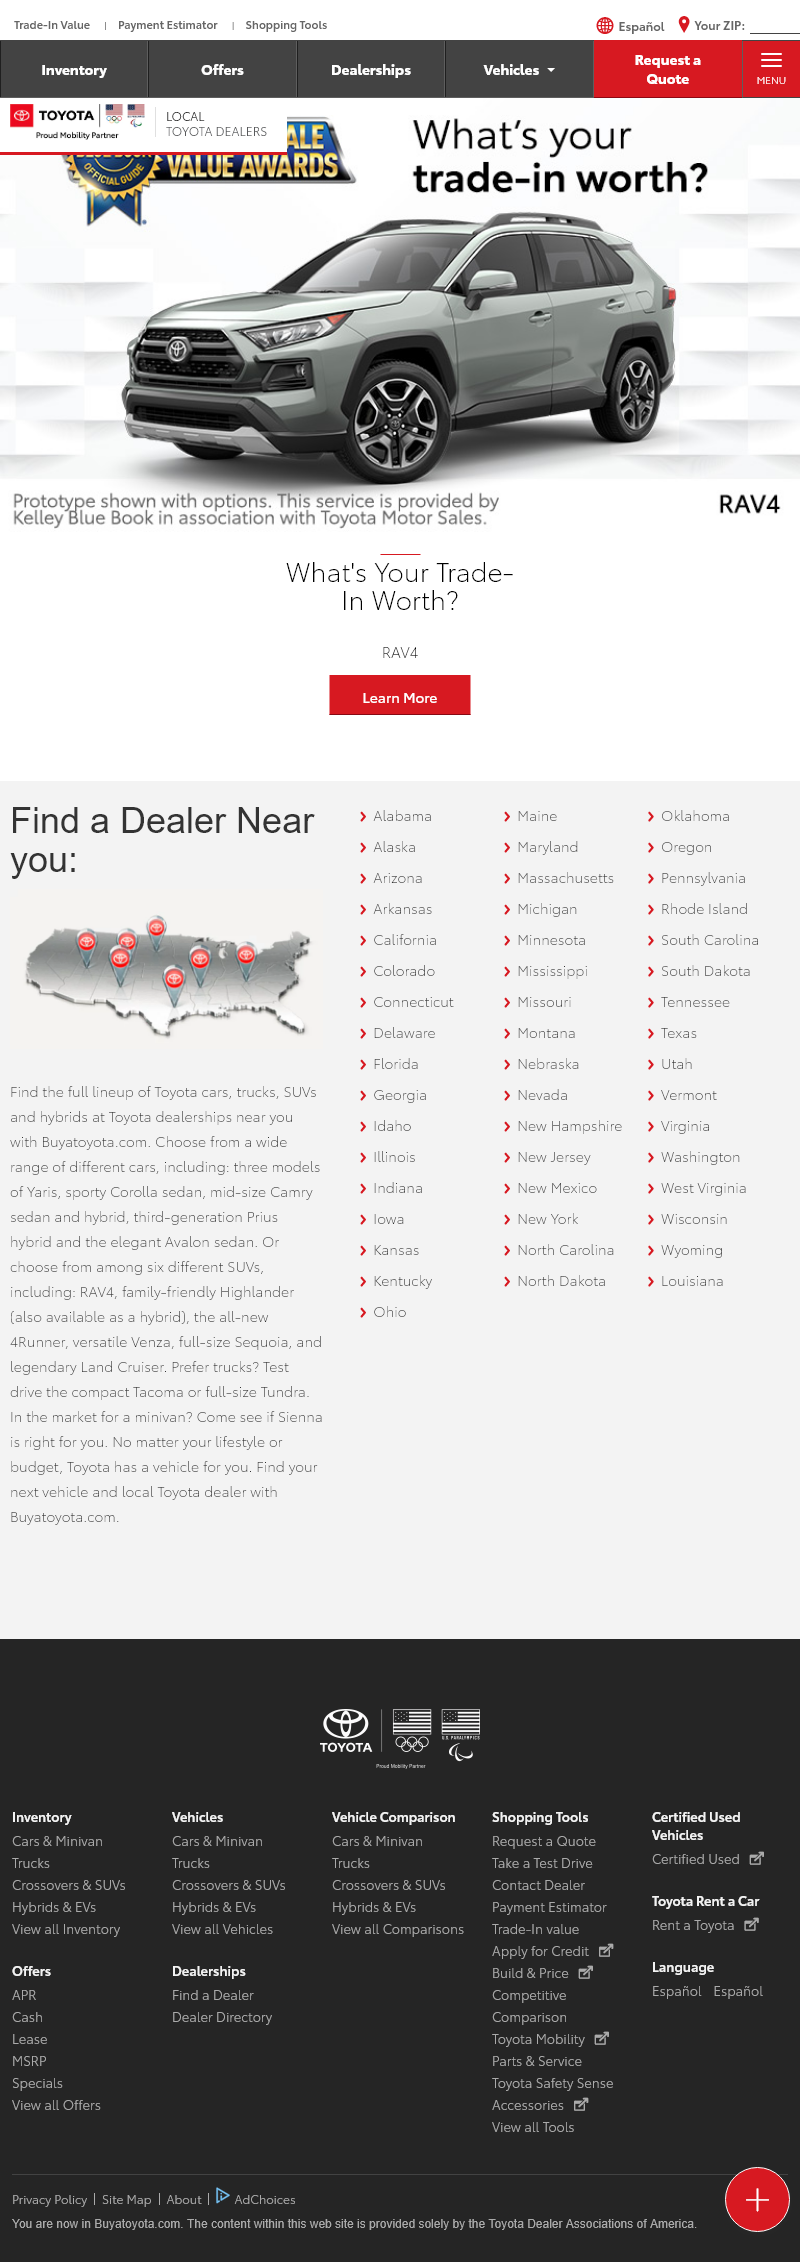 Trade-In Value | Payment Estimator | Shopping Tools
Español Your ZIP:
Inventory
Offers
Dealerships
Vehicles
Request a
Quote
MENU
TOYOTA
Proud Mobility Partner
LOCAL
TOYOTA DEALERS
OFFICIAL GUIDE
VALUE AWARDS
What's your
trade-in worth?
Prototype shown with options. This service is provided by
Kelley Blue Book in association with Toyota Motor Sales.
RAV4
What's Your Trade-
In Worth?
RAV4
Learn More
Find a Dealer Near
you:
Find the full lineup of Toyota cars, trucks, SUVs
and hybrids at Toyota dealerships near you
with Buyatoyota.com. Choose from a wide
range of different cars, including: three models
of Yaris, sporty Corolla sedan, mid-size Camry
sedan and hybrid, third-generation Prius
hybrid and the elegant Avalon sedan. Or
choose from among six different SUVs,
including: RAV4, family-friendly Highlander
(also available as a hybrid), the all-new
4Runner, versatile Venza, full-size Sequoia, and
legendary Land Cruiser. Prefer trucks? Test
drive the compact Tacoma or full-size Tundra.
In the market for a minivan? Come see if Sienna
is right for you. No matter your lifestyle or
budget, Toyota has a vehicle for you. Find your
next vehicle and local Toyota dealer with
Buyatoyota.com.
Alabama
Alaska
Arizona
Arkansas
California
Colorado
Connecticut
Delaware
Florida
Georgia
Idaho
Illinois
Indiana
Iowa
Kansas
Kentucky
Ohio
Maine
Maryland
Massachusetts
Michigan
Minnesota
Mississippi
Missouri
Montana
Nebraska
Nevada
New Hampshire
New Jersey
New Mexico
New York
North Carolina
North Dakota
Oklahoma
Oregon
Pennsylvania
Rhode Island
South Carolina
South Dakota
Tennessee
Texas
Utah
Vermont
Virginia
Washington
West Virginia
Wisconsin
Wyoming
Louisiana
TOYOTA
U.S. PARALYMPICS
Proud Mobility Partner
Inventory
Cars & Minivan
Trucks
Crossovers & SUVs
Hybrids & EVs
View all Inventory
Offers
APR
Cash
Lease
MSRP
Specials
View all Offers
Vehicles
Cars & Minivan
Trucks
Crossovers & SUVs
Hybrids & EVs
View all Vehicles
Dealerships
Find a Dealer
Dealer Directory
Vehicle Comparison
Cars & Minivan
Trucks
Crossovers & SUVs
Hybrids & EVs
View all Comparisons
Shopping Tools
Request a Quote
Take a Test Drive
Contact Dealer
Payment Estimator
Trade-In value
Apply for Credit
Build & Price
Competitive
Comparison
Toyota Mobility
Parts & Service
Toyota Safety Sense
Accessories
View all Tools
Certified Used
Vehicles
Certified Used
Toyota Rent a Car
Rent a Toyota
Language
Español Español
Privacy Policy | Site Map | About | AdChoices
You are now in Buyatoyota.com. The content within this web site is provided solely by the Toyota Dealer Associations of America.